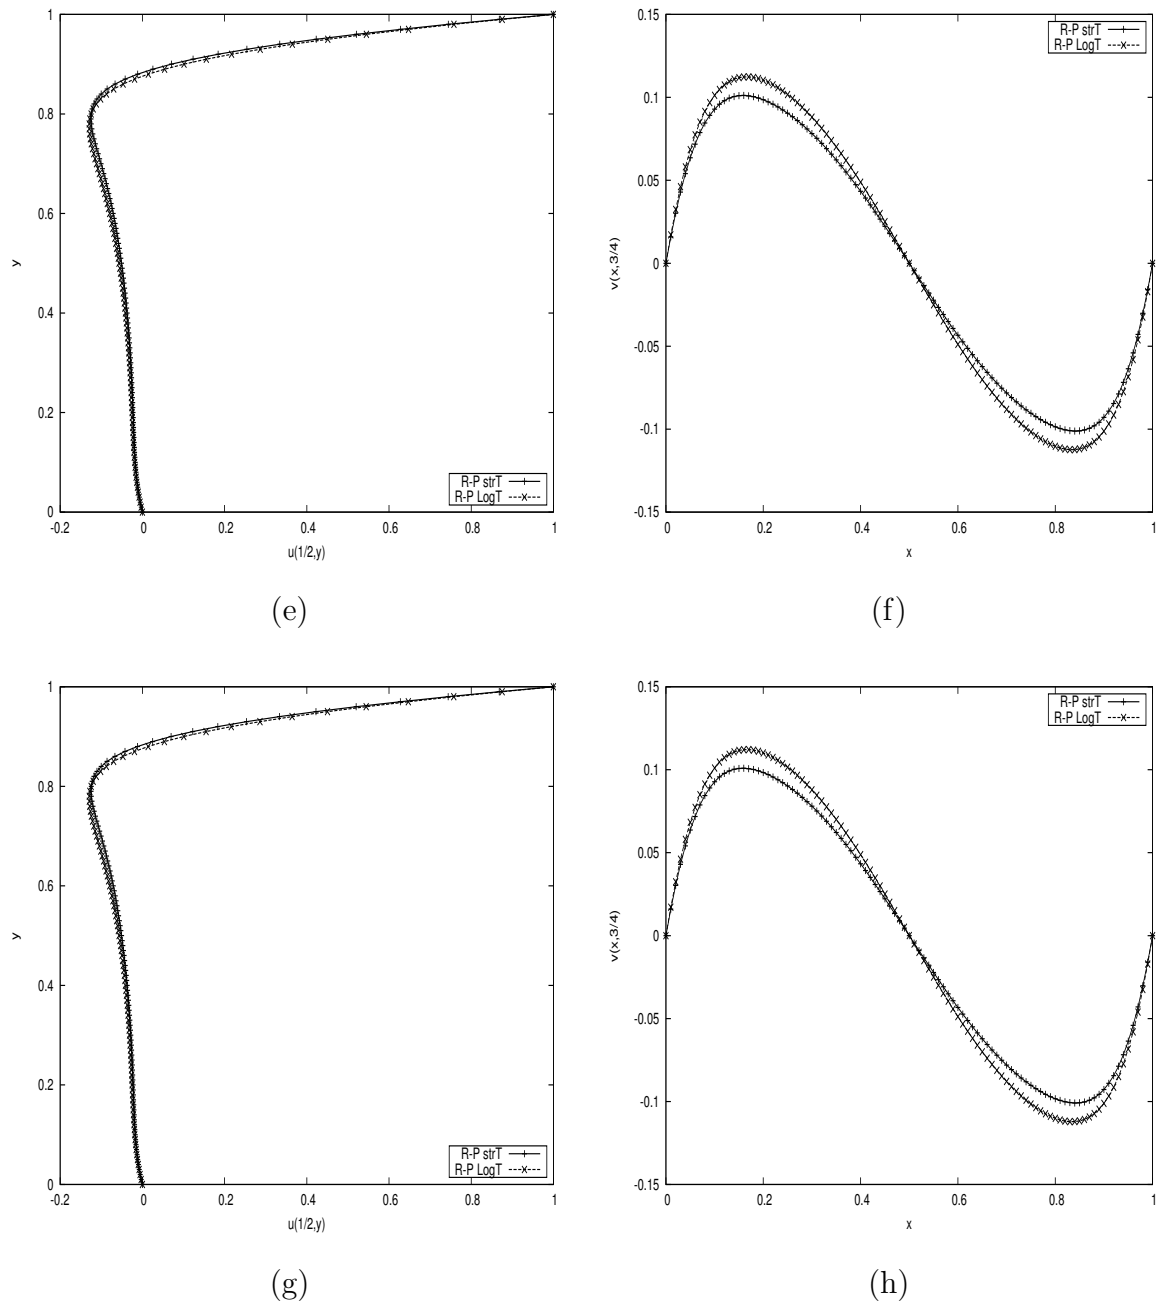 1
0.8
0.6
0.4
0.2
0
y
-0.2 0 0.2 0.4 0.6 0.8 1
u(1/2,y)
R-P strT
R-P LogT
(e)
0.15
0.1
0.05
0
-0.05
-0.1
-0.15
v(x,3/4)
0 0.2 0.4 0.6 0.8 1
x
R-P strT
R-P LogT
(f)
1
0.8
0.6
0.4
0.2
0
y
-0.2 0 0.2 0.4 0.6 0.8 1
u(1/2,y)
R-P strT
R-P LogT
(g)
0.15
0.1
0.05
0
-0.05
-0.1
-0.15
v(x,3/4)
0 0.2 0.4 0.6 0.8 1
x
R-P strT
R-P LogT
(h)